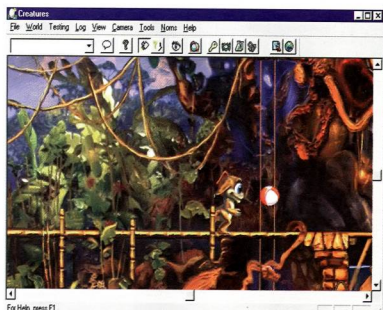 Creatures
File World Testing Log View Camera Tools Norns Help
For Help, press F1